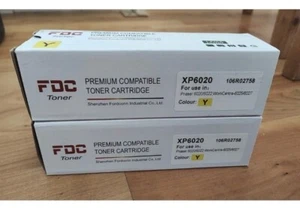 FDC
Toner
PREMIUM COMPATIBLE
TONER CARTRIDGE
XP6020
106R02758
For use in:
Colour: Y
FDC
Toner
PREMIUM COMPATIBLE
TONER CARTRIDGE
XP6020
106R02758
For use in:
Colour: Y